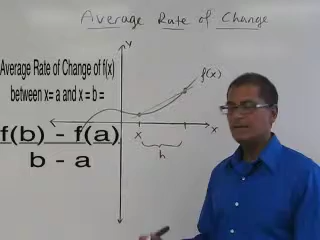 Average Rate of Change
Average Rate of Change of f(x)
between x= a and x = b =
f(b) - f(a)
b - a
y
f(x)
x
x
h